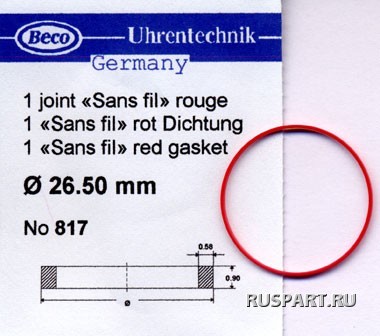 Beco Uhrentechnik
Germany
1 joint «Sans fil» rouge
1 «Sans fil» rot Dichtung
1 «Sans fil» red gasket
Ø 26.50 mm
No 817
0.58
0.90
Ø
RUSPART.RU